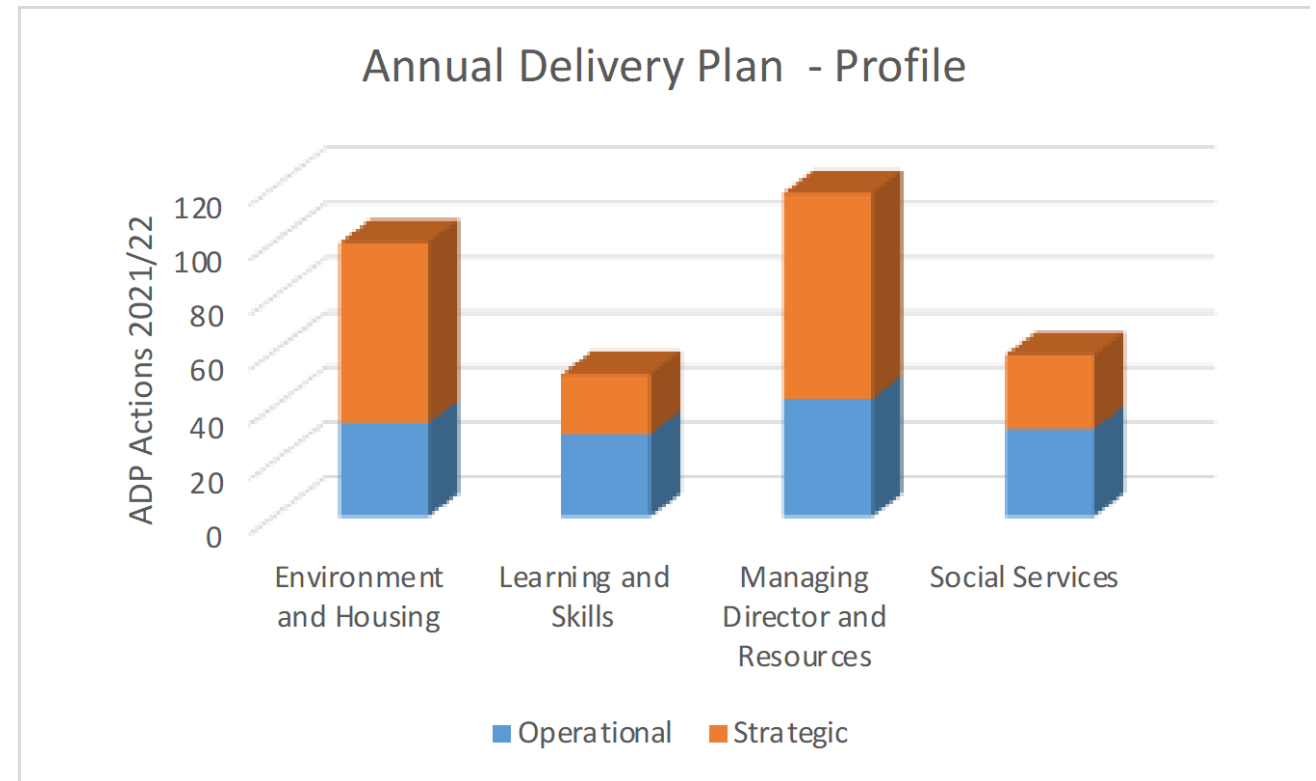 Annual Delivery Plan - Profile
ADP Actions 2021/22
120
100
80
60
40
20
0
Environment
and Housing
Learning and
Skills
Managing
Director and
Resources
Social Services
Operational
Strategic